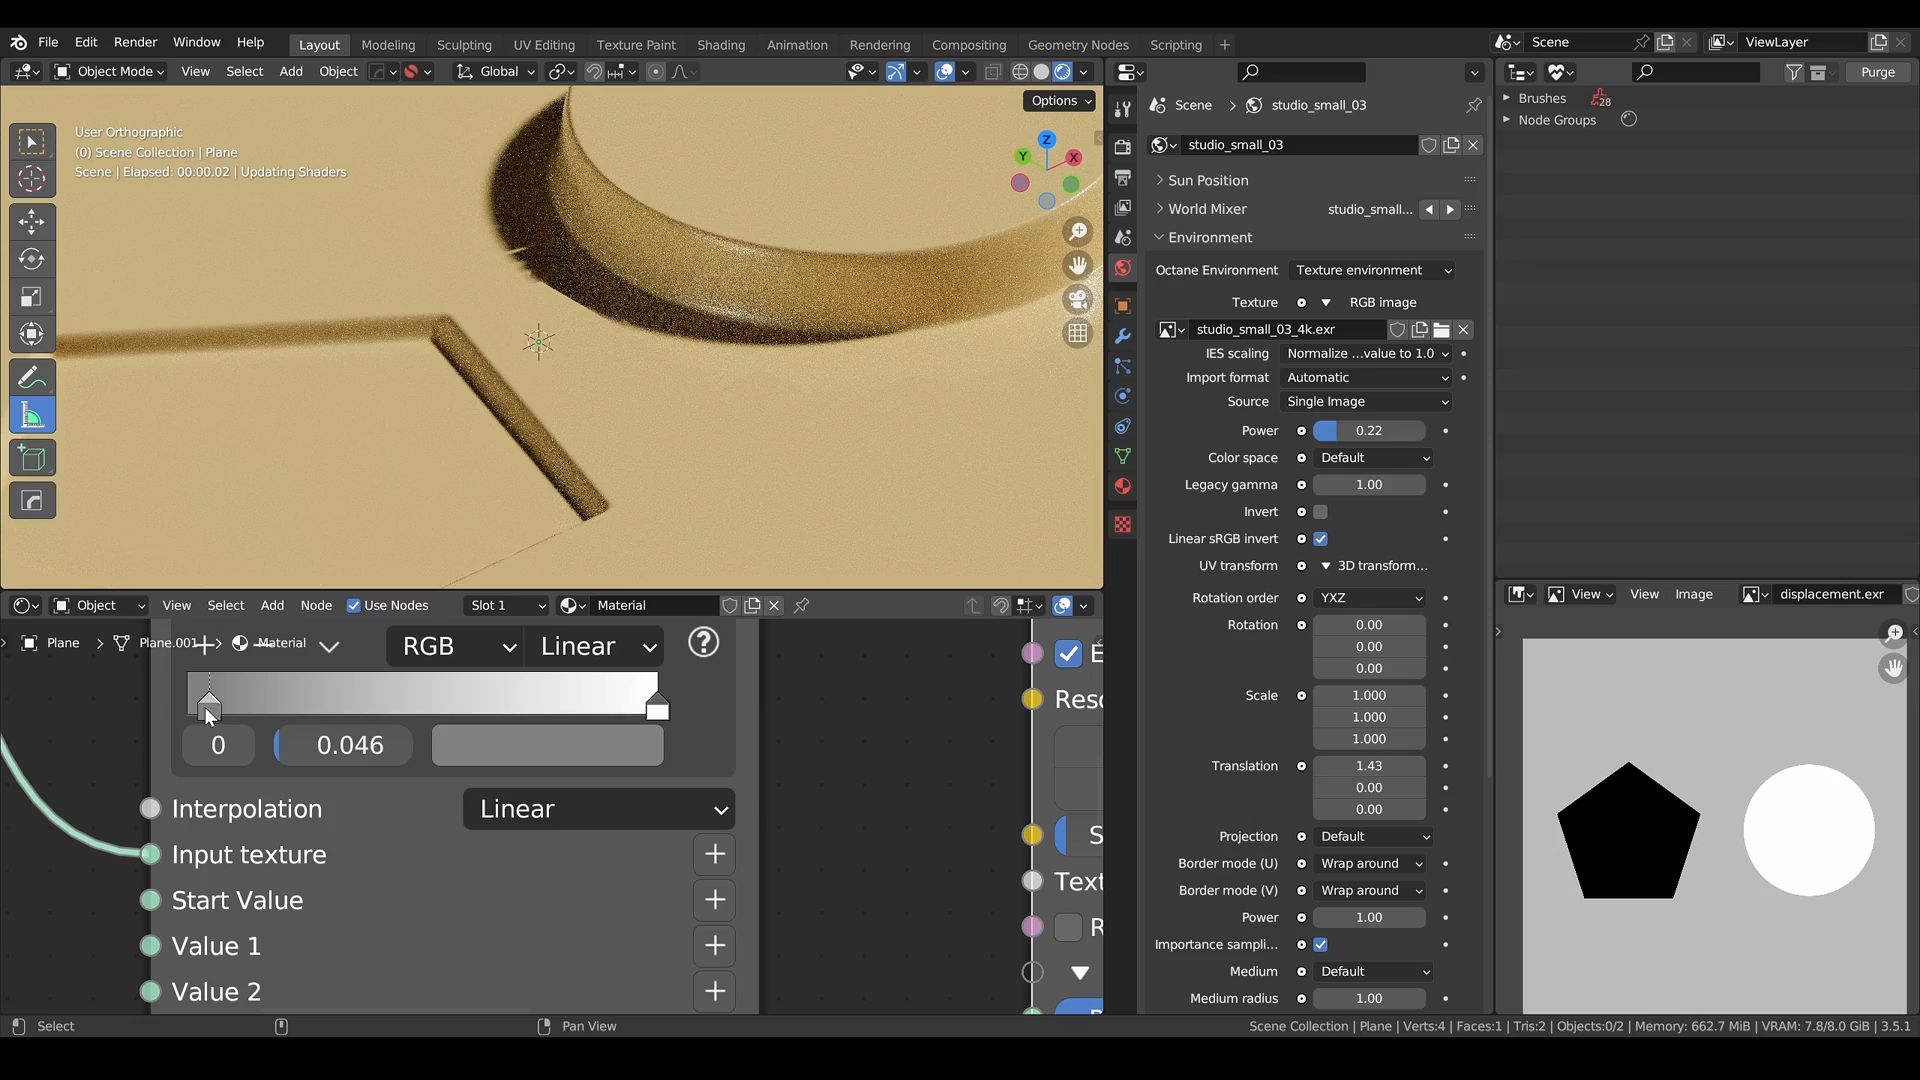 File Edit Render Window Help
Layout Modeling Sculpting UV Editing Texture Paint Shading Animation Rendering Compositing Geometry Nodes Scripting +
Scene
ViewLayer
Object Mode View Select Add Object
Global
Options
User Orthographic
(0) Scene Collection | Plane
Scene | Elapsed: 00:00.02 | Updating Shaders
Z
Y
X
Scene > studio_small_03
studio_small_03
Sun Position
World Mixer studio_small...
Environment
Octane Environment Texture environment
Texture RGB image
studio_small_03_4k.exr
IES scaling Normalize ...value to 1.0
Import format Automatic
Source Single Image
Power 0.22
Color space Default
Legacy gamma 1.00
Invert
Linear sRGB invert
UV transform 3D transform...
Rotation order YXZ
Rotation 0.00
0.00
0.00
Scale 1.000
1.000
1.000
Translation 1.43
0.00
0.00
Projection Default
Border mode (U) Wrap around
Border mode (V) Wrap around
Power 1.00
Importance sampli...
Medium Default
Medium radius 1.00
Purge
Brushes 28
Node Groups
View View Image displacement.exr
Object View Select Add Node Use Nodes Slot 1 Material
Plane > Plane.001 > Material
RGB Linear ?
0 0.046
Interpolation Linear
Input texture +
Start Value +
Value 1 +
Value 2 +
Select
Pan View
Scene Collection | Plane | Verts:4 | Faces:1 | Tris:2 | Objects:0/2 | Memory: 662.7 MiB | VRAM: 7.8/8.0 GiB | 3.5.1